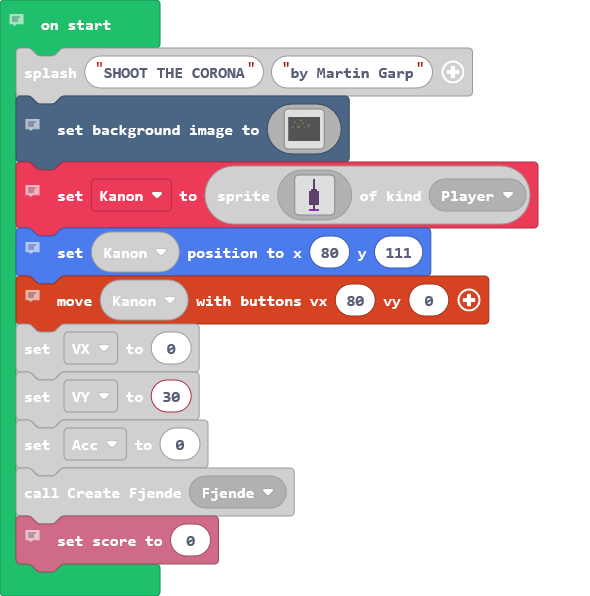 on start
splash "SHOOT THE CORONA" "by Martin Garp"
set background image to
set Kanon to sprite of kind Player
set Kanon position to x 80 y 111
move Kanon with buttons vx 80 vy 0
set VX to 0
set VY to 30
set Acc to 0
call Create Fjende Fjende
set score to 0